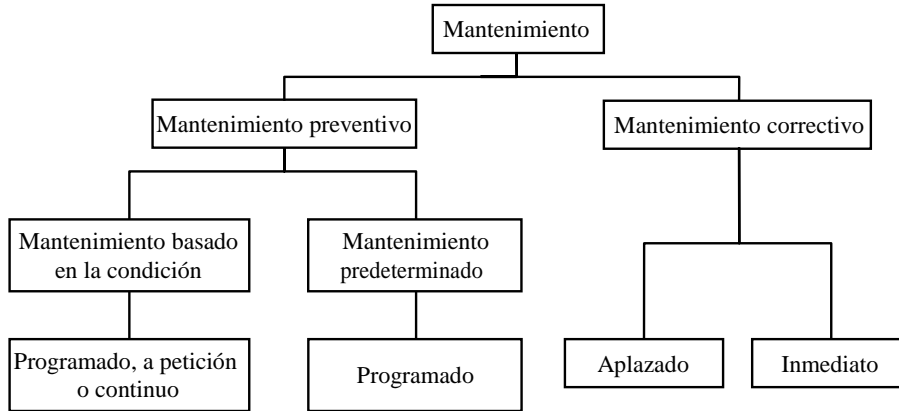 Mantenimiento
Mantenimiento preventivo
Mantenimiento correctivo
Mantenimiento basado
en la condición
Mantenimiento
predeterminado
Programado, a petición
o continuo
Programado
Aplazado
Inmediato